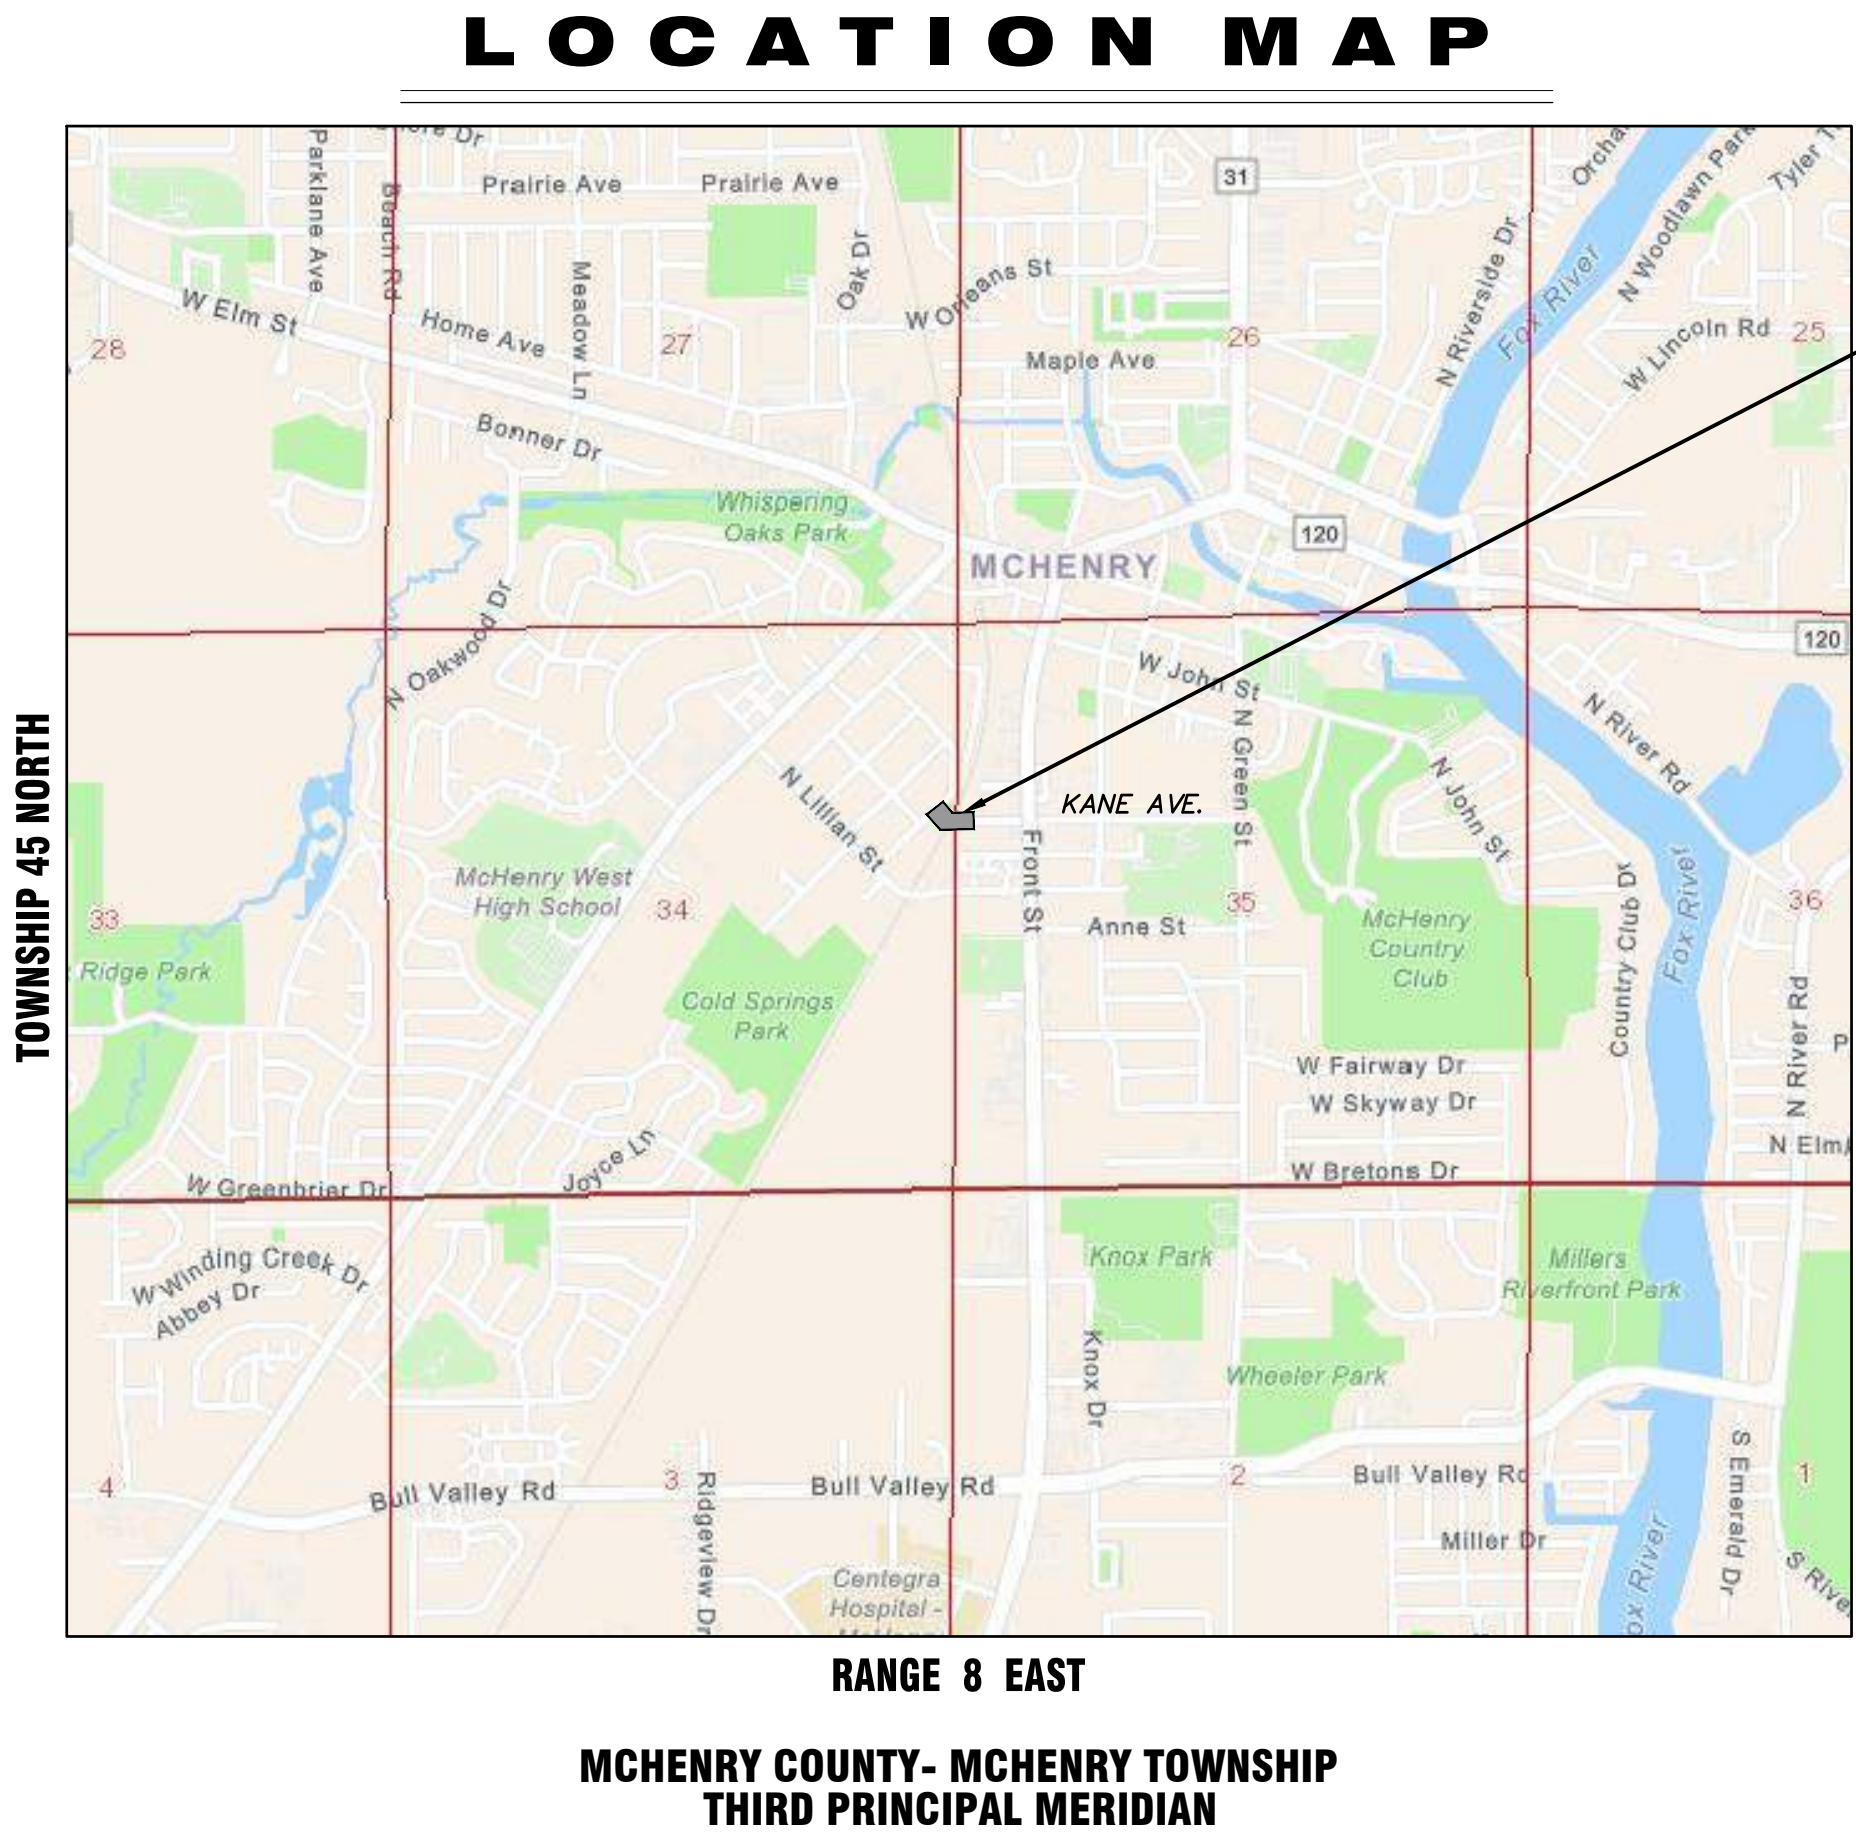 LOCATION MAP
Parklane Ave
Beach Rd
Prairie Ave
Prairie Ave
31
Oak Dr
Meadow Ln
W Elm St
Home Ave
W Orleans St
Maple Ave
N Riverside Dr
Fox River
N Woodlawn Park
W Lincoln Rd
28
27
26
25
Bonner Dr
Whispering
Oaks Park
MCHENRY
120
120
N Oakwood Dr
W John St
N Green St
N River Rd
N John St
N Lillian St
KANE AVE.
Front St
McHenry West
High School
34
33
35
36
Anne St
McHenry
Country
Club
Country Club Dr
Fox River
Ridge Park
Cold Springs
Park
N River Rd
P
W Fairway Dr
W Skyway Dr
N Elm
W Bretons Dr
W Greenbrier Dr
Joyce Ln
W Winding Creek Dr
Abbey Dr
Knox Park
Millers
Riverfront Park
Knox Dr
Wheeler Park
4
3
2
1
Bull Valley Rd
Bull Valley Rd
Bull Valley Rd
Ridgeview Dr
Miller Dr
S Emerald Dr
Centegra
Hospital -
TOWNSHIP 45 NORTH
RANGE 8 EAST
MCHENRY COUNTY- MCHENRY TOWNSHIP
THIRD PRINCIPAL MERIDIAN